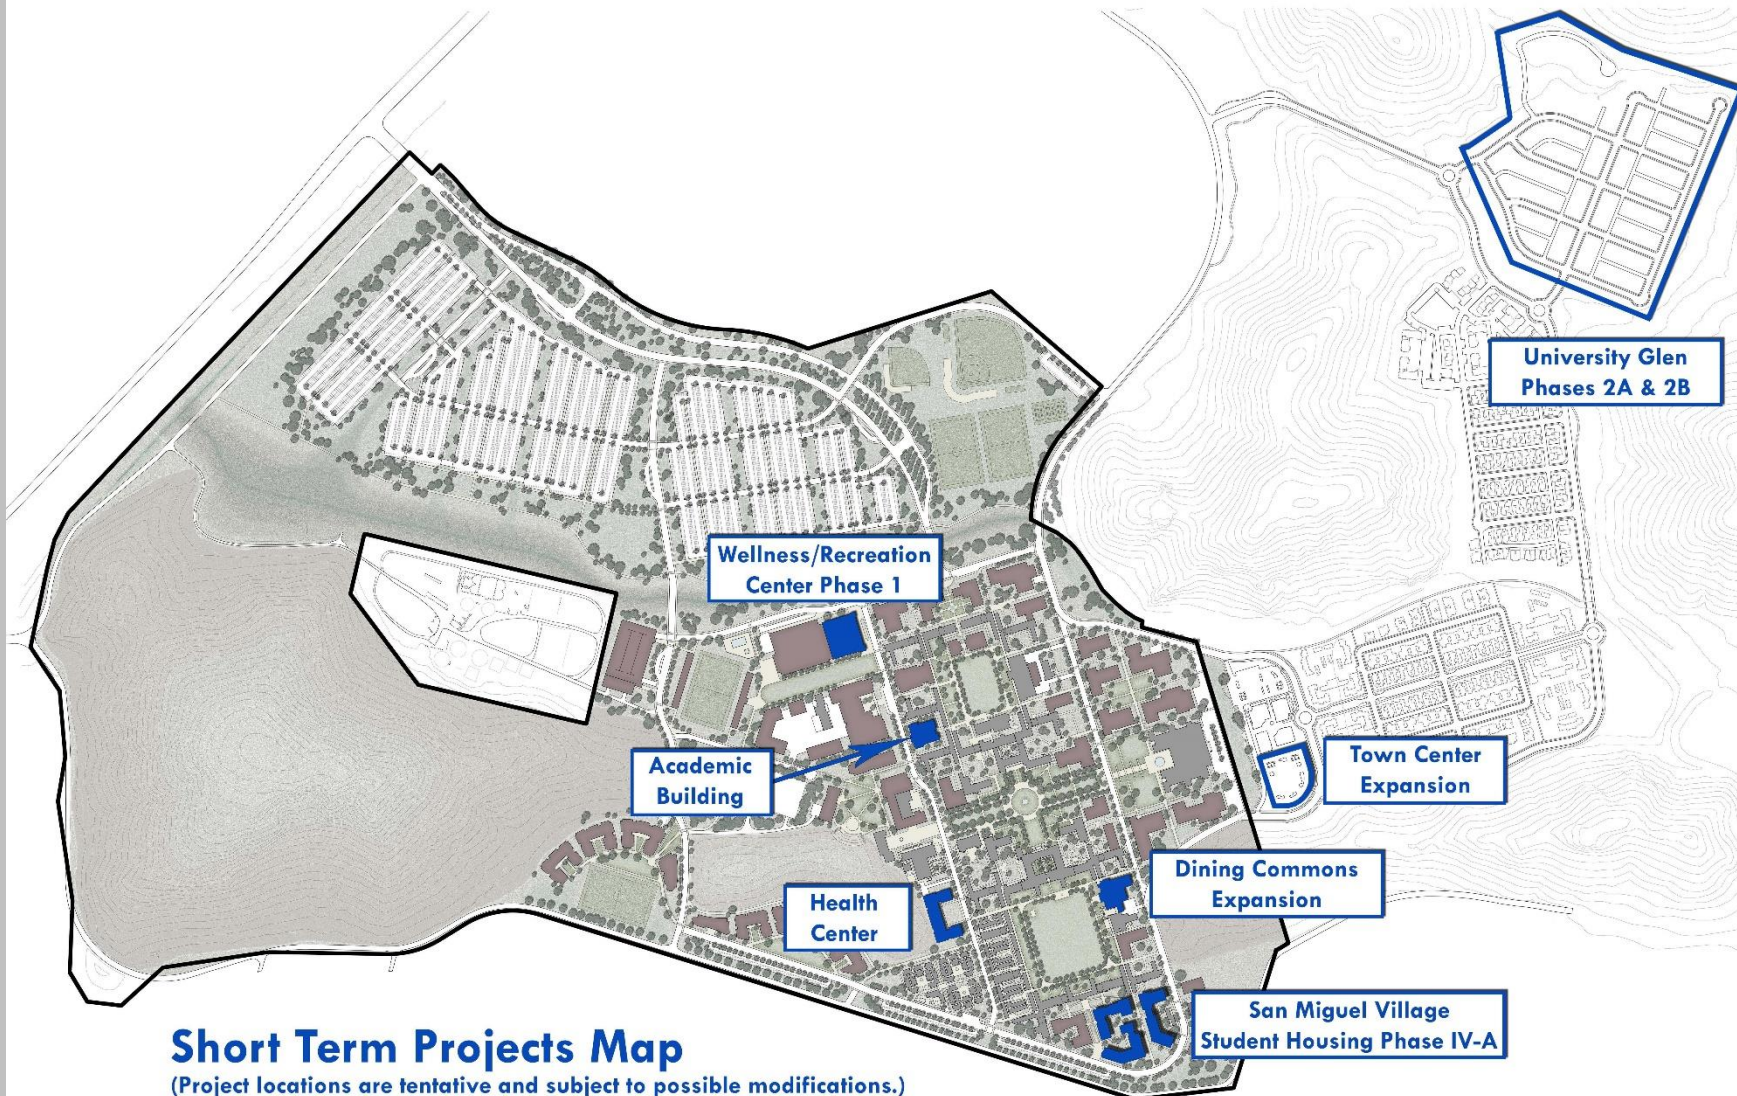 University Glen
Phases 2A & 2B
Wellness/Recreation
Center Phase 1
Academic
Building
Town Center
Expansion
Dining Commons
Expansion
Health
Center
San Miguel Village
Student Housing Phase IV-A
Short Term Projects Map
(Project locations are tentative and subject to possible modifications.)